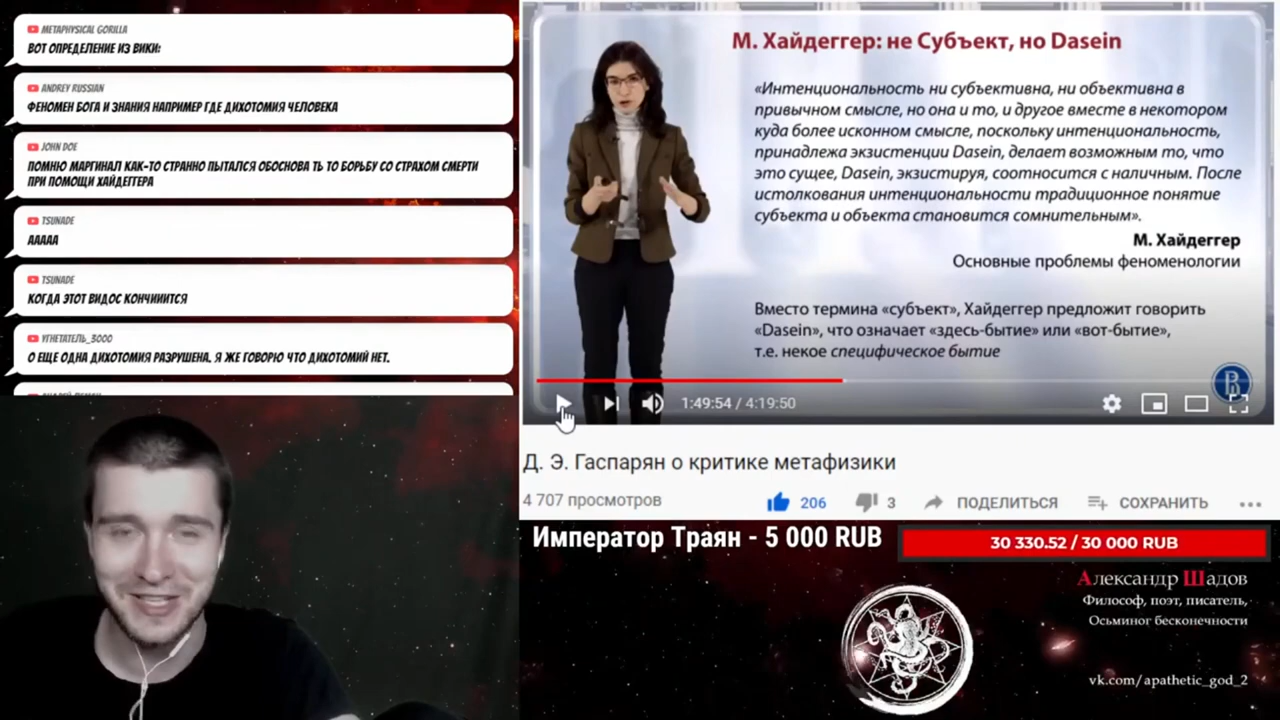 METAPHYSICAL GORILLA
ВОТ ОПРЕДЕЛЕНИЕ ИЗ ВИКИ:
ANDREY RUSSIAN
ФЕНОМЕН БОГА И ЗНАНИЯ НАПРИМЕР ГДЕ ДИХОТОМИЯ ЧЕЛОВЕКА
JOHN DOE
ПОМНЮ МАРГИНАЛ КАК-ТО СТРАННО ПЫТАЛСЯ ОБОСНОВА ТЬ ТО БОРЬБУ СО СТРАХОМ СМЕРТИ
ПРИ ПОМОЩИ ХАЙДЕГГЕРА
TSUNADE
ААААА
TSUNADE
КОГДА ЭТОТ ВИДОС КОНЧИИИТСЯ
УГНЕТАТЕЛЬ_3000
О ЕЩЕ ОДНА ДИХОТОМИЯ РАЗРУШЕНА. Я ЖЕ ГОВОРЮ ЧТО ДИХОТОМИЙ НЕТ.
М. Хайдеггер: не Субъект, но Dasein
«Интенциональность ни субъективна, ни объективна в
привычном смысле, но она и то, и другое вместе в некотором
куда более исконном смысле, поскольку интенциональность,
принадлежа экзистенции Dasein, делает возможным то, что
это сущее, Dasein, экзистируя, соотносится с наличным. После
истолкования интенциональности традиционное понятие
субъекта и объекта становится сомнительным».
М. Хайдеггер
Основные проблемы феноменологии
Вместо термина «субъект», Хайдеггер предложит говорить
«Dasein», что означает «здесь-бытие» или «вот-бытие»,
т.е. некое специфическое бытие
1:49:54 / 4:19:50
Д. Э. Гаспарян о критике метафизики
4 707 просмотров
206
3
ПОДЕЛИТЬСЯ
СОХРАНИТЬ
Император Траян - 5 000 RUB
30 330.52 / 30 000 RUB
Александр Шадов
Философ, поэт, писатель,
Осьминог бесконечности
vk.com/apathetic_god_2